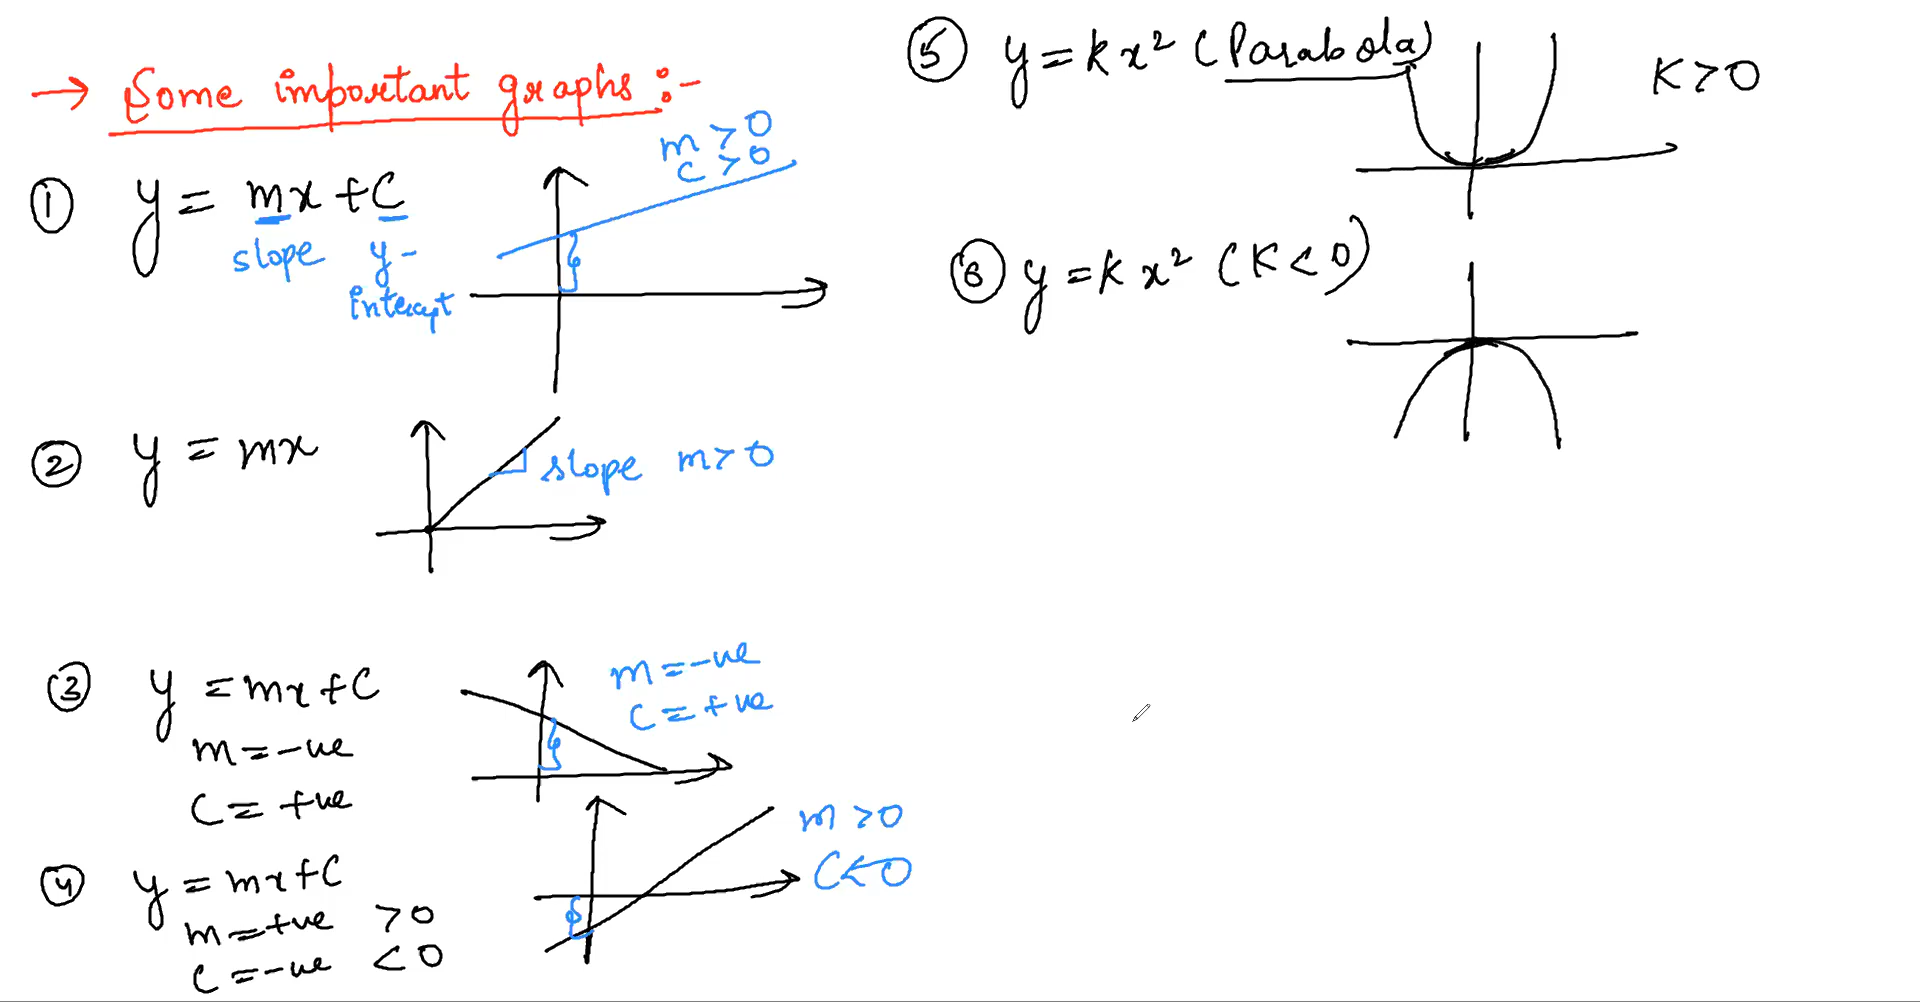 → Some important graphs :-
① y = mx + C
slope y-
intercept
m > 0
c > 0
② y = mx
slope m > 0
③ y = mx + C
m = -ve
C = +ve
m = -ve
C = +ve
④ y = mx + C
m = +ve > 0
C = -ve < 0
m > 0
C < 0
⑤ y = kx² (Parabola)
K > 0
⑥ y = kx² (K < 0)